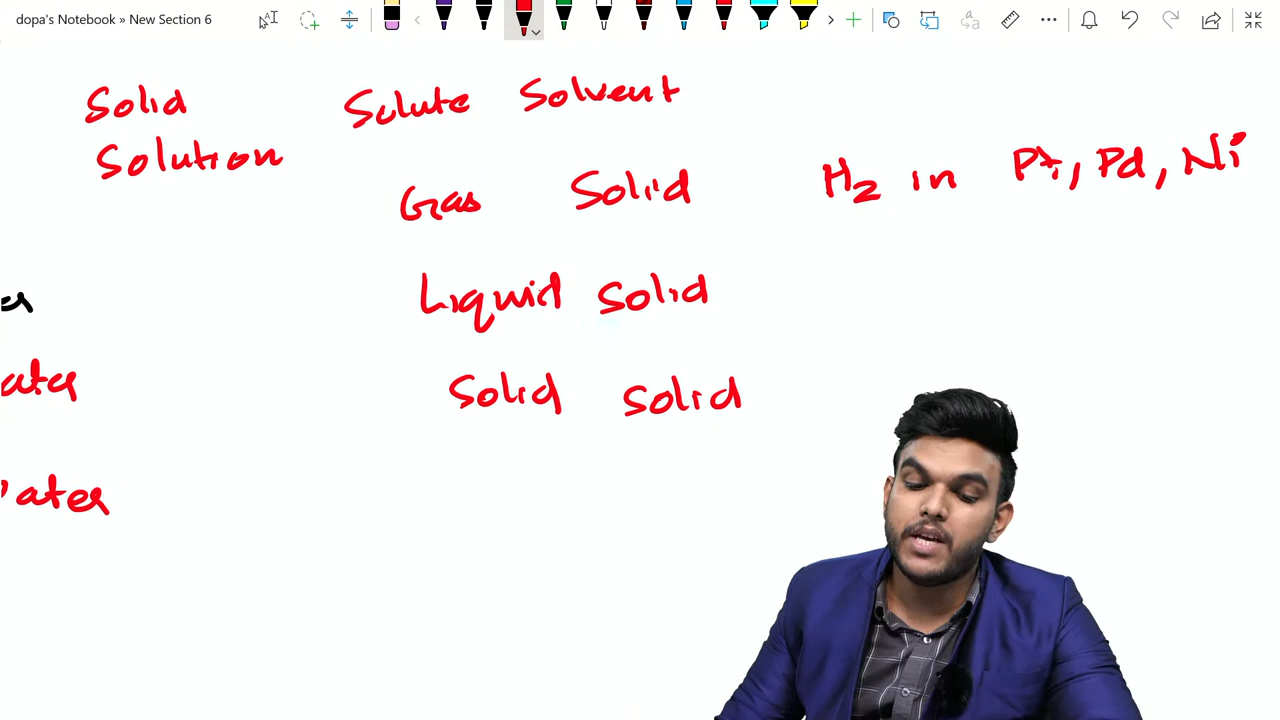 dopa's Notebook » New Section 6
Solid Solute Solvent
Solution
Gas Solid H2 in Pt, Pd, Ni
Liquid Solid
Solid Solid
ater
ater